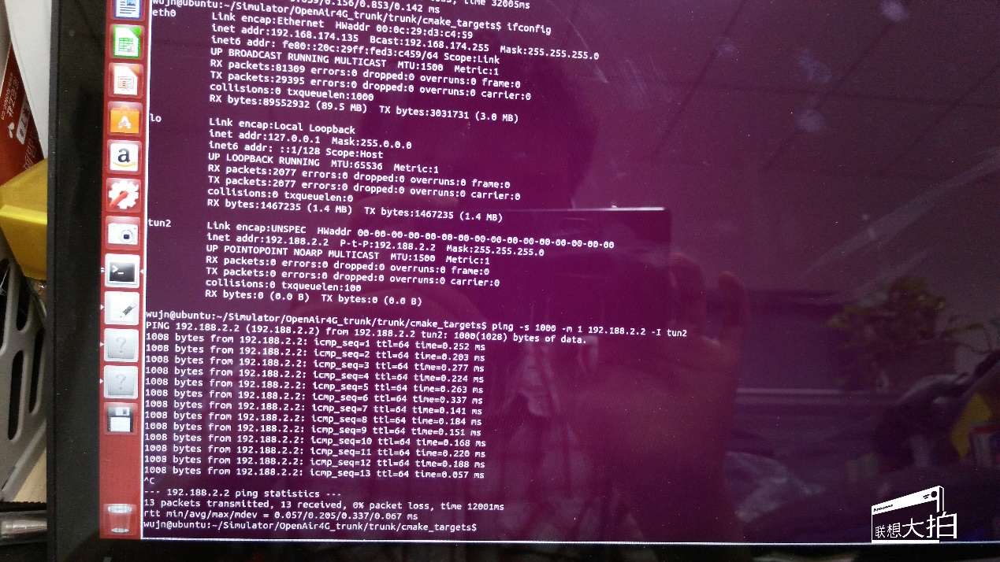 0.156/0.853/0.142 ms
wujn@ubuntu:~/Simulator/OpenAir4G_trunk/trunk/cmake_targets$ ifconfig
eth0 Link encap:Ethernet HWaddr 00:0c:29:d3:c4:59
inet addr:192.168.174.135 Bcast:192.168.174.255 Mask:255.255.255.0
inet6 addr: fe80::20c:29ff:fed3:c459/64 Scope:Link
UP BROADCAST RUNNING MULTICAST MTU:1500 Metric:1
RX packets:81309 errors:0 dropped:0 overruns:0 frame:0
TX packets:29395 errors:0 dropped:0 overruns:0 carrier:0
collisions:0 txqueuelen:1000
RX bytes:89552932 (89.5 MB) TX bytes:3031731 (3.0 MB)
lo Link encap:Local Loopback
inet addr:127.0.0.1 Mask:255.0.0.0
inet6 addr: ::1/128 Scope:Host
UP LOOPBACK RUNNING MTU:65536 Metric:1
RX packets:2077 errors:0 dropped:0 overruns:0 frame:0
TX packets:2077 errors:0 dropped:0 overruns:0 carrier:0
collisions:0 txqueuelen:0
RX bytes:1467235 (1.4 MB) TX bytes:1467235 (1.4 MB)
tun2 Link encap:UNSPEC HWaddr 00-00-00-00-00-00-00-00-00-00-00-00-00-00-00-00
inet addr:192.188.2.2 P-t-P:192.188.2.2 Mask:255.255.255.0
UP POINTOPOINT NOARP MULTICAST MTU:1500 Metric:1
RX packets:0 errors:0 dropped:0 overruns:0 frame:0
TX packets:0 errors:0 dropped:0 overruns:0 carrier:0
collisions:0 txqueuelen:100
RX bytes:0 (0.0 B) TX bytes:0 (0.0 B)
wujn@ubuntu:~/Simulator/OpenAir4G_trunk/trunk/cmake_targets$ ping -s 1000 -m 1 192.188.2.2 -I tun2
PING 192.188.2.2 (192.188.2.2) from 192.188.2.2 tun2: 1000(1028) bytes of data.
1008 bytes from 192.188.2.2: icmp_seq=1 ttl=64 time=0.252 ms
1008 bytes from 192.188.2.2: icmp_seq=2 ttl=64 time=0.203 ms
1008 bytes from 192.188.2.2: icmp_seq=3 ttl=64 time=0.277 ms
1008 bytes from 192.188.2.2: icmp_seq=4 ttl=64 time=0.224 ms
1008 bytes from 192.188.2.2: icmp_seq=5 ttl=64 time=0.263 ms
1008 bytes from 192.188.2.2: icmp_seq=6 ttl=64 time=0.337 ms
1008 bytes from 192.188.2.2: icmp_seq=7 ttl=64 time=0.141 ms
1008 bytes from 192.188.2.2: icmp_seq=8 ttl=64 time=0.184 ms
1008 bytes from 192.188.2.2: icmp_seq=9 ttl=64 time=0.151 ms
1008 bytes from 192.188.2.2: icmp_seq=10 ttl=64 time=0.168 ms
1008 bytes from 192.188.2.2: icmp_seq=11 ttl=64 time=0.220 ms
1008 bytes from 192.188.2.2: icmp_seq=12 ttl=64 time=0.188 ms
1008 bytes from 192.188.2.2: icmp_seq=13 ttl=64 time=0.057 ms
^C
--- 192.188.2.2 ping statistics ---
13 packets transmitted, 13 received, 0% packet loss, time 12001ms
rtt min/avg/max/mdev = 0.057/0.205/0.337/0.067 ms
wujn@ubuntu:~/Simulator/OpenAir4G_trunk/trunk/cmake_targets$
lenovo
联想大拍